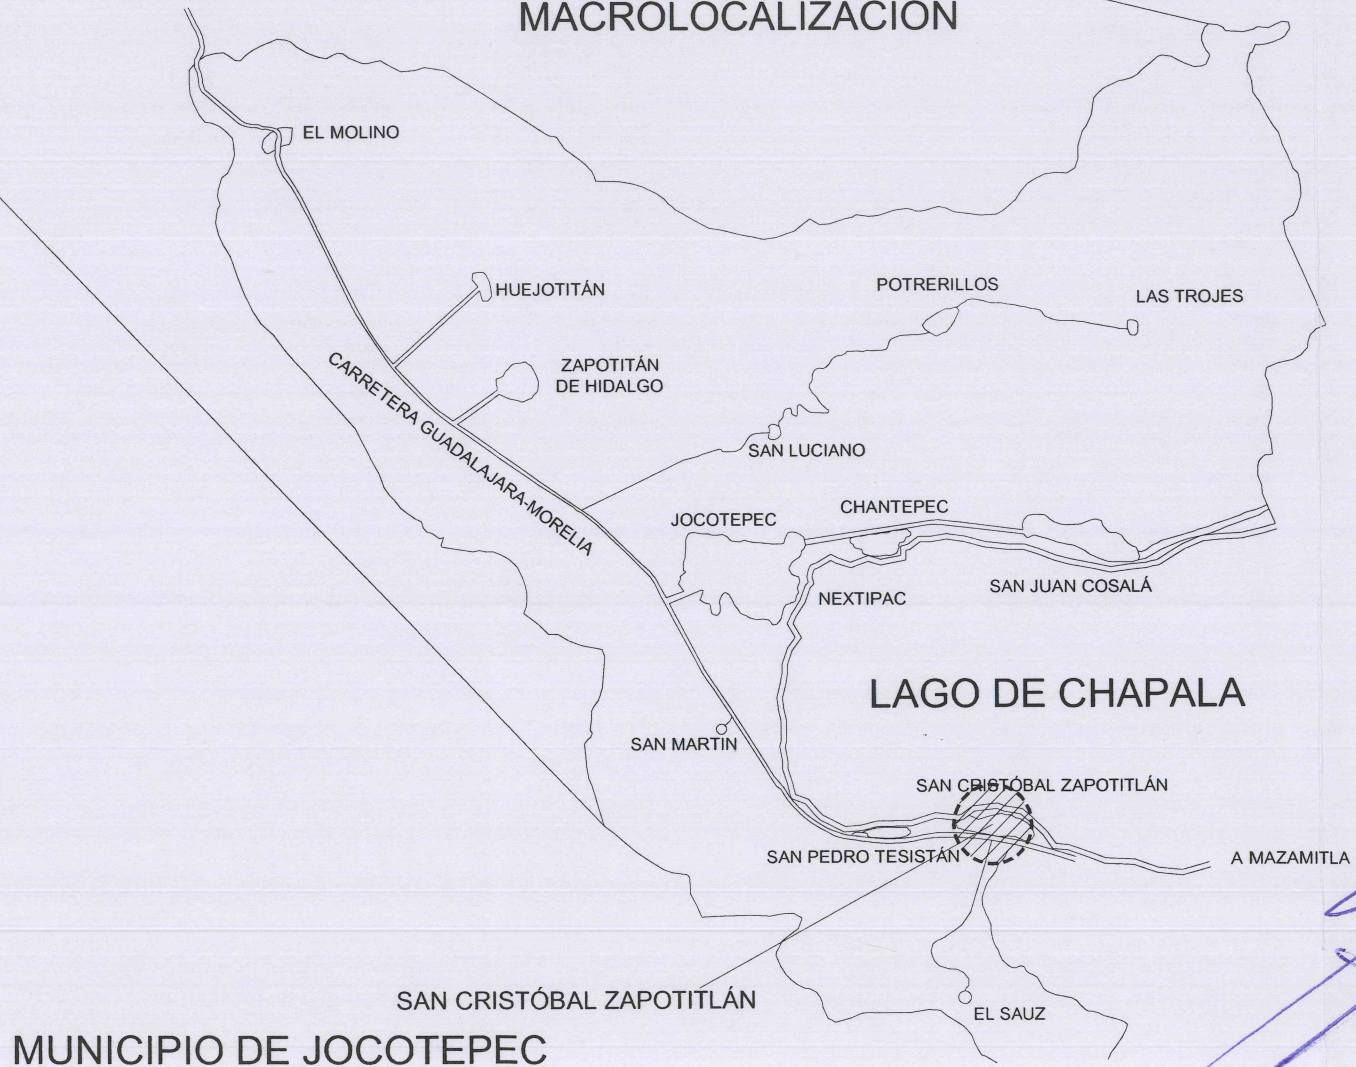 MACROLOCALIZACIÓN
EL MOLINO
HUEJOTITÁN
POTRERILLOS
LAS TROJES
ZAPOTITÁN
DE HIDALGO
CARRETERA GUADALAJARA-MORELIA
SAN LUCIANO
JOCOTEPEC
CHANTEPEC
SAN JUAN COSALÁ
NEXTIPAC
LAGO DE CHAPALA
SAN MARTIN
SAN CRISTÓBAL ZAPOTITLÁN
SAN PEDRO TESISTÁN
A MAZAMITLA
SAN CRISTÓBAL ZAPOTITLÁN
EL SAUZ
MUNICIPIO DE JOCOTEPEC